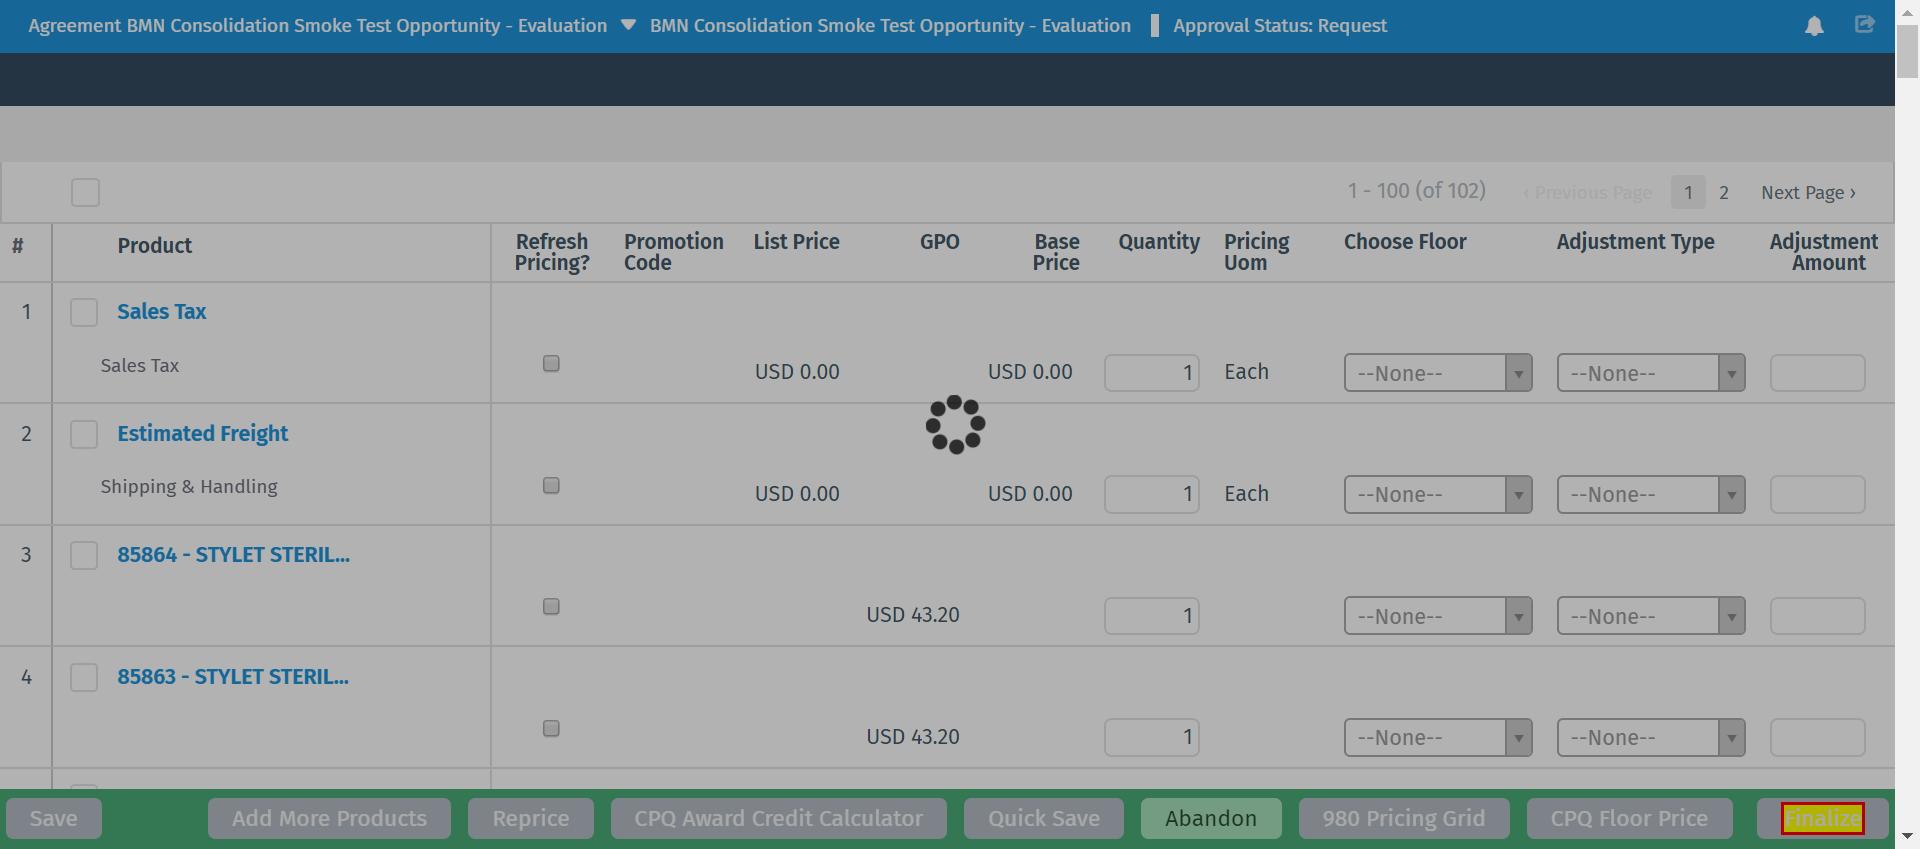 Agreement BMN Consolidation Smoke Test Opportunity - Evaluation BMN Consolidation Smoke Test Opportunity - Evaluation Approval Status: Request
1 - 100 (of 102) ‹ Previous Page 1 2 Next Page ›
# Product Refresh Pricing? Promotion Code List Price GPO Base Price Quantity Pricing Uom Choose Floor Adjustment Type Adjustment Amount
1 Sales Tax
Sales Tax USD 0.00 USD 0.00 1 Each --None-- --None--
2 Estimated Freight
Shipping & Handling USD 0.00 USD 0.00 1 Each --None-- --None--
3 85864 - STYLET STERIL...
USD 43.20 1 --None-- --None--
4 85863 - STYLET STERIL...
USD 43.20 1 --None-- --None--
Save Add More Products Reprice CPQ Award Credit Calculator Quick Save Abandon 980 Pricing Grid CPQ Floor Price Finalize